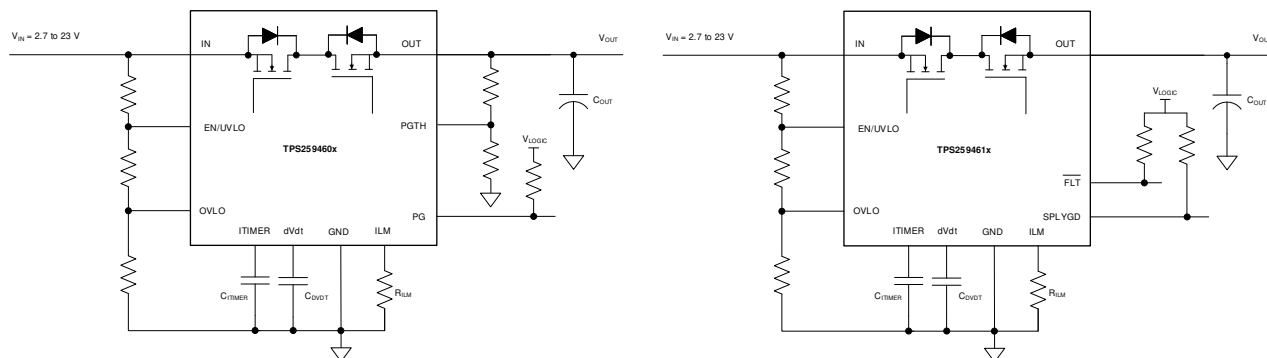 VIN = 2.7 to 23 V
IN
OUT
VOUT
COUT
EN/UVLO
PGTH
TPS259460x
VLOGIC
OVLO
PG
ITIMER
dVdt
GND
ILM
CITIMER
CDVDT
RILM
VIN = 2.7 to 23 V
IN
OUT
VOU
COUT
VLOGIC
EN/UVLO
TPS259461x
FLT
OVLO
SPLYGD
ITIMER
dVdt
GND
ILM
CITIMER
CDVDT
RILM